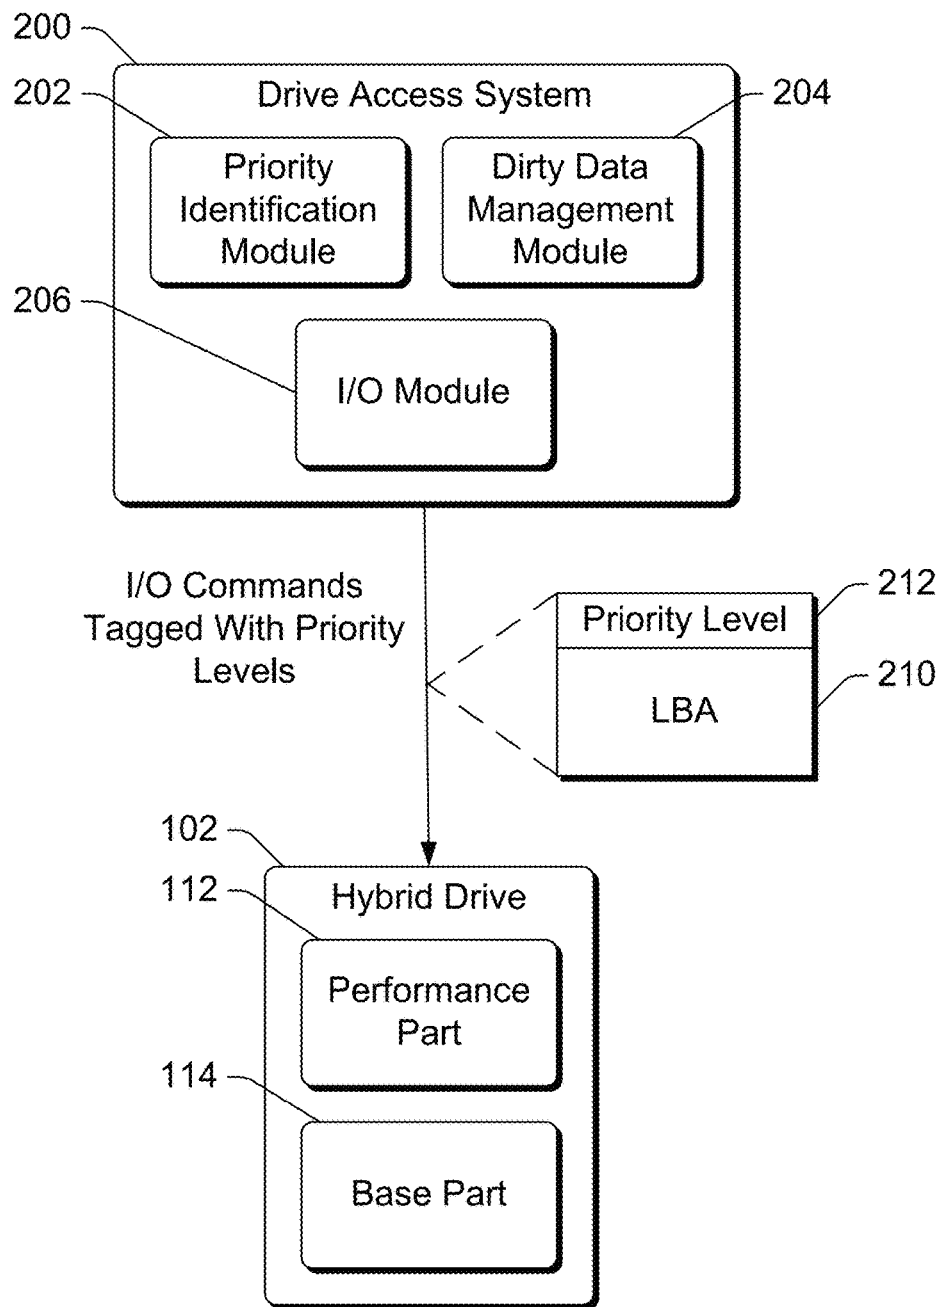 200
Drive Access System
202
204
Priority
Identification
Module
Dirty Data
Management
Module
206
I/O Module
I/O Commands
Tagged With Priority
Levels
212
Priority Level
210
LBA
102
Hybrid Drive
112
Performance
Part
114
Base Part